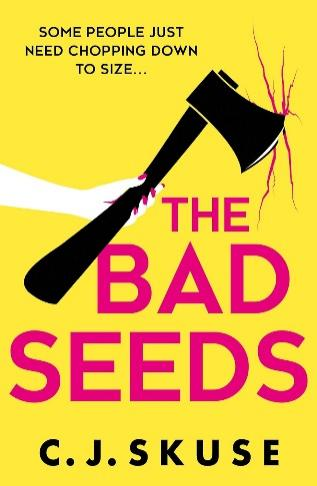 SOME PEOPLE JUST
NEED CHOPPING DOWN
TO SIZE...
THE
BAD
SEEDS
C. J. SKUSE